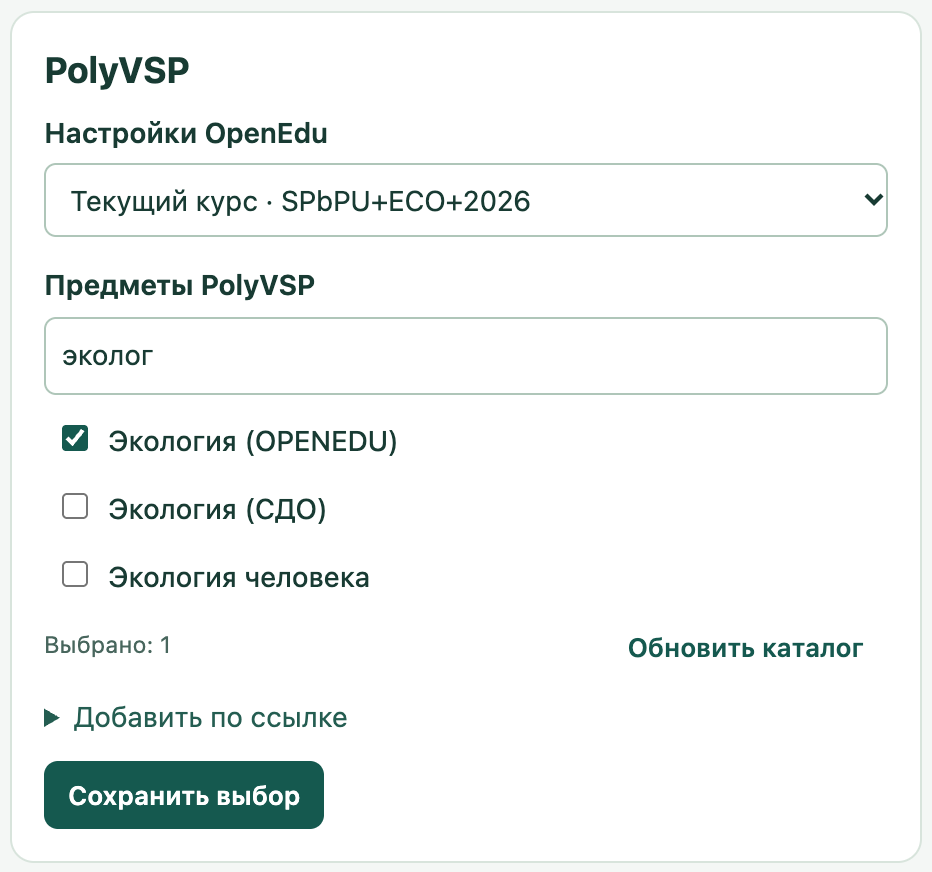 PolyVSP
Настройки OpenEdu
Текущий курс · SPbPU+ECO+2026
Предметы PolyVSP
эколог
Экология (OPENEDU)
Экология (СДО)
Экология человека
Выбрано: 1
Обновить каталог
Добавить по ссылке
Сохранить выбор